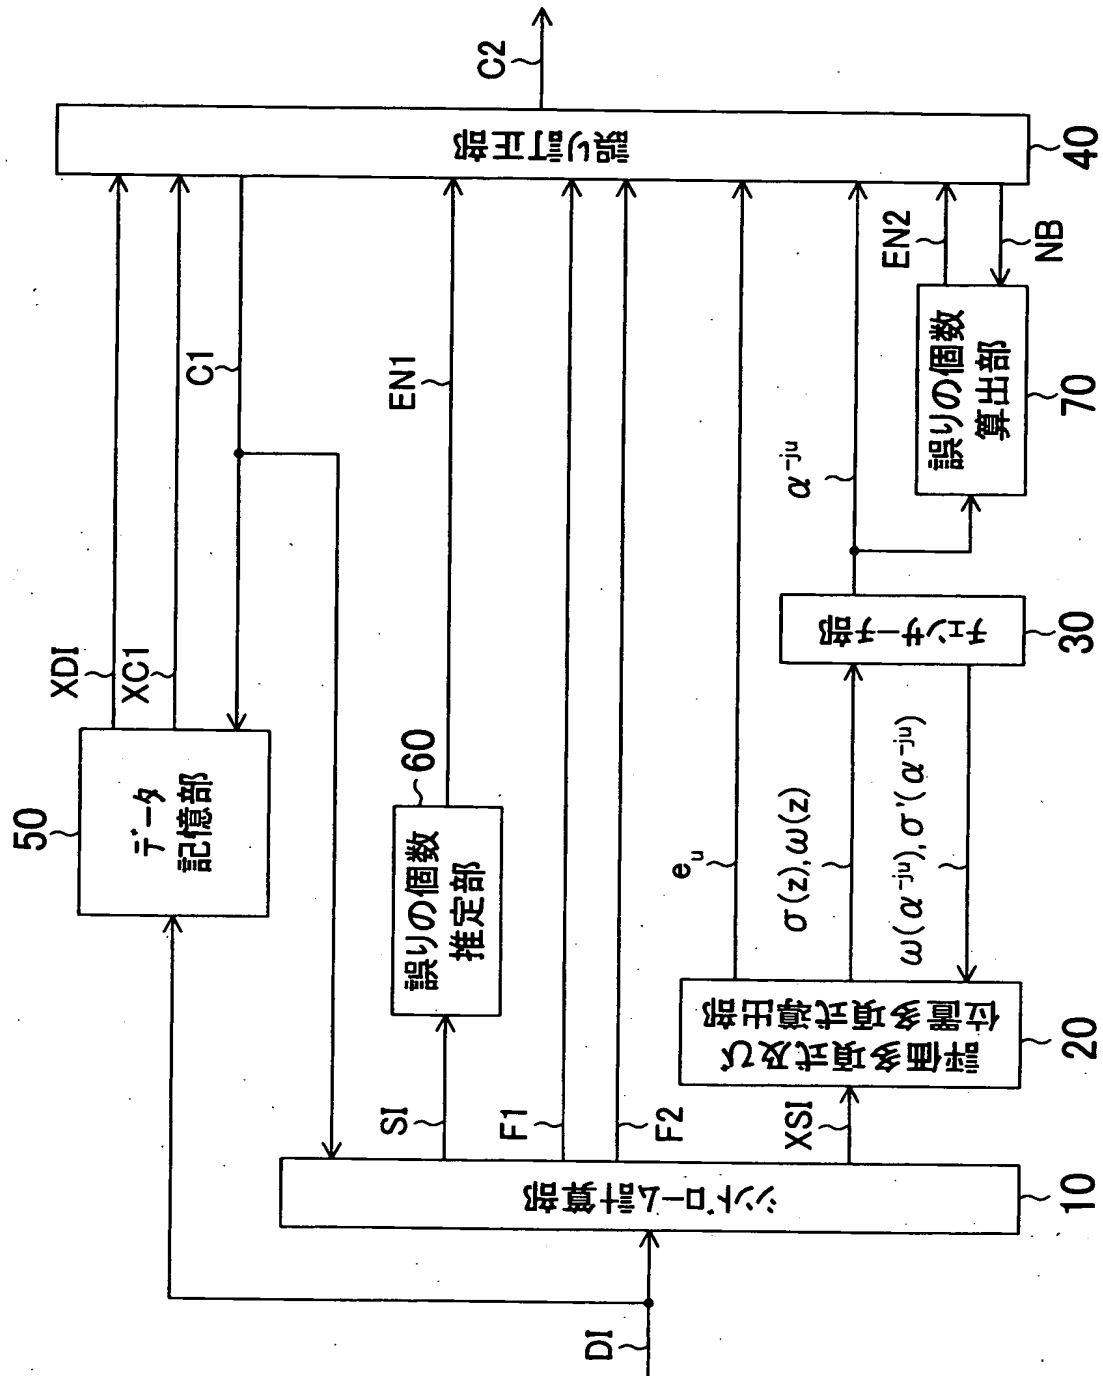 50
データ
記憶部
XDI
XC1
C1
60
誤りの個数
推定部
EN1
誤り訂正部
40
C2
DI
シンドローム計算部
10
SI
F1
F2
XSI
評価多項式及び
位置多項式導出部
20
e_u
σ(z),ω(z)
ω(α^-ju),σ'(α^-ju)
チェンサーチ部
30
α^-ju
誤りの個数
算出部
70
EN2
NB